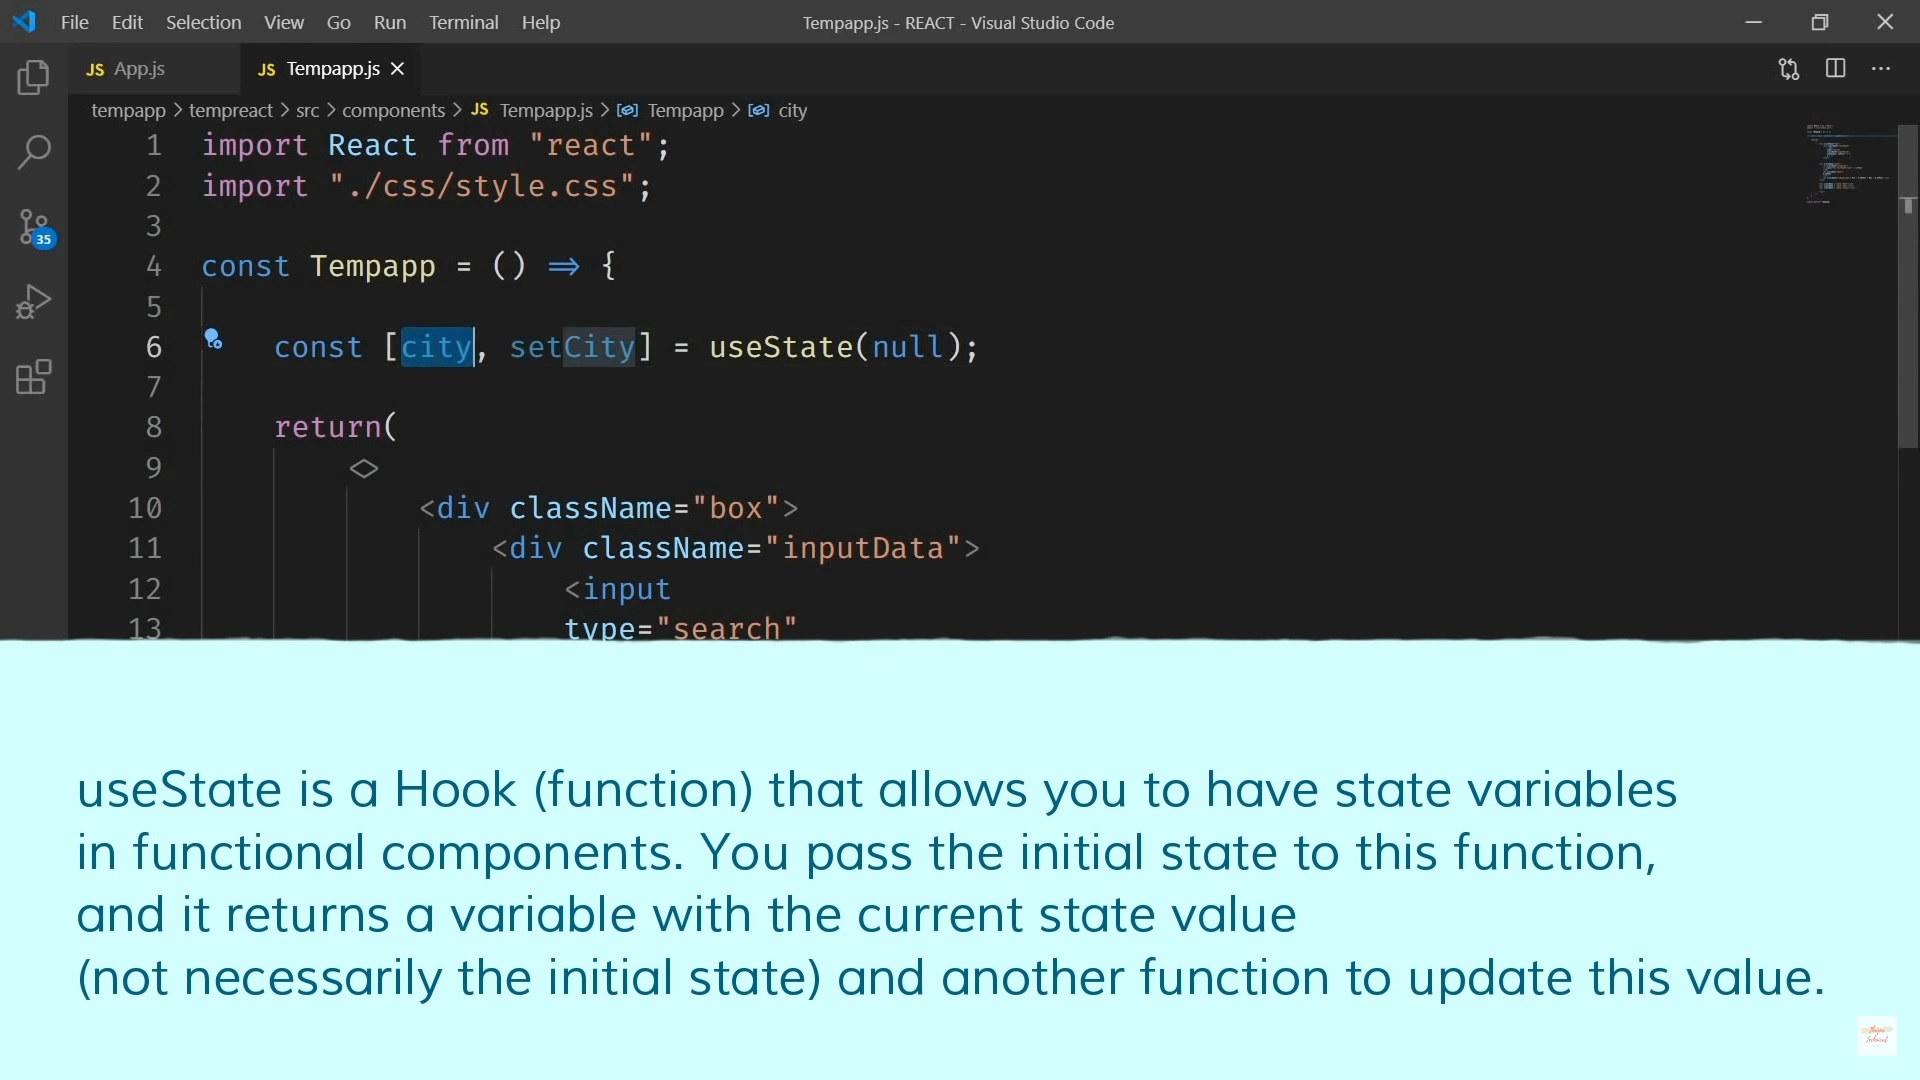 File Edit Selection View Go Run Terminal Help Tempapp.js - REACT - Visual Studio Code
JS App.js JS Tempapp.js
tempapp > tempreact > src > components > JS Tempapp.js > Tempapp > city
1 import React from "react";
2 import "./css/style.css";
3
4 const Tempapp = () => {
5
35
6 const [city, setCity] = useState(null);
7
8 return(
9 <>
10 <div className="box">
11 <div className="inputData">
12 <input
13 type="search"
useState is a Hook (function) that allows you to have state variables
in functional components. You pass the initial state to this function,
and it returns a variable with the current state value
(not necessarily the initial state) and another function to update this value.